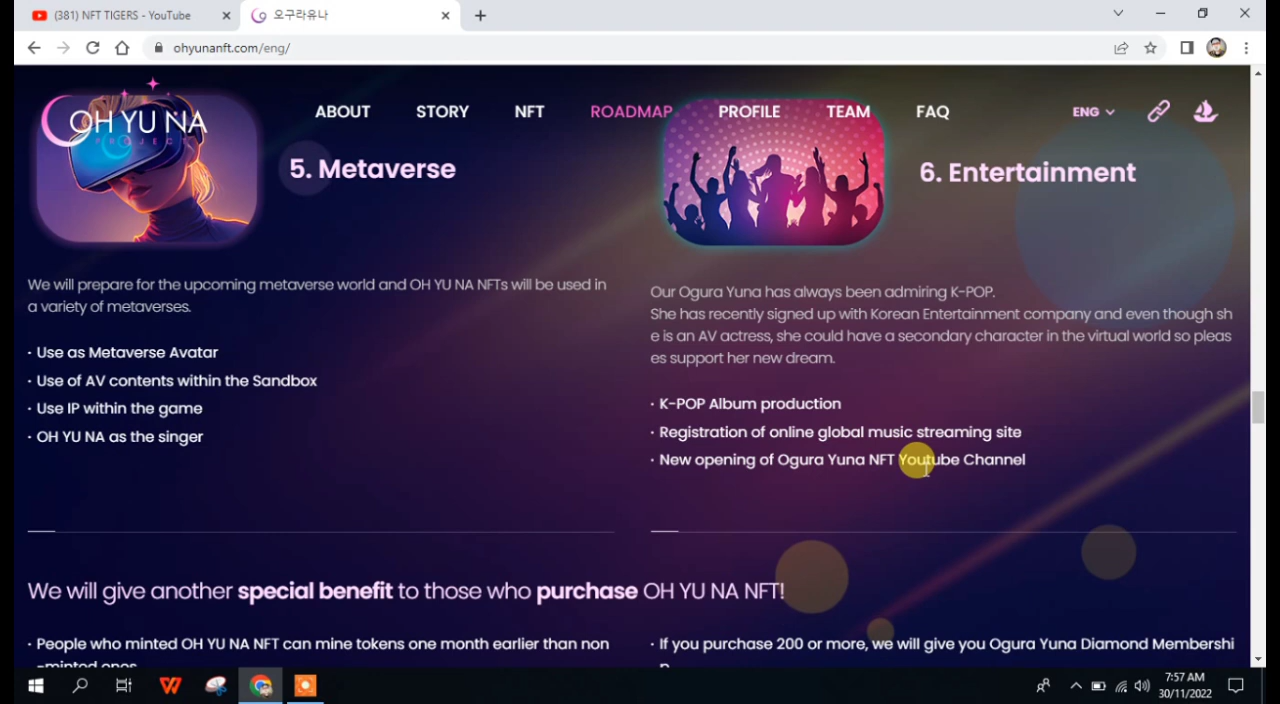 (381) NFT TIGERS - YouTube
오구라유나
ohyunanft.com/eng/
OH YU NA
PROJECT
ABOUT STORY NFT ROADMAP PROFILE TEAM FAQ ENG
5. Metaverse
We will prepare for the upcoming metaverse world and OH YU NA NFTs will be used in
a variety of metaverses.
· Use as Metaverse Avatar
· Use of AV contents within the Sandbox
· Use IP within the game
· OH YU NA as the singer
6. Entertainment
Our Ogura Yuna has always been admiring K-POP.
She has recently signed up with Korean Entertainment company and even though sh
e is an AV actress, she could have a secondary character in the virtual world so pleas
es support her new dream.
· K-POP Album production
· Registration of online global music streaming site
· New opening of Ogura Yuna NFT Youtube Channel
We will give another special benefit to those who purchase OH YU NA NFT!
· People who minted OH YU NA NFT can mine tokens one month earlier than non
-minted ones
· If you purchase 200 or more, we will give you Ogura Yuna Diamond Membershi
p
7:57 AM
30/11/2022